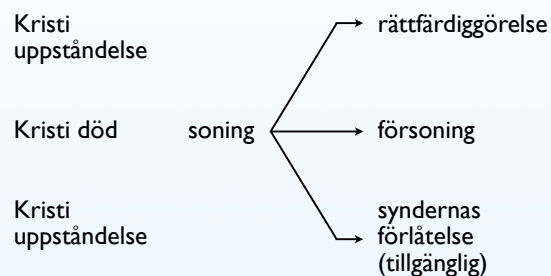 Kristi
uppståndelse
rättfärdiggörelse
Kristi död
soning
försoning
Kristi
uppståndelse
syndernas
förlåtelse
(tillgänglig)